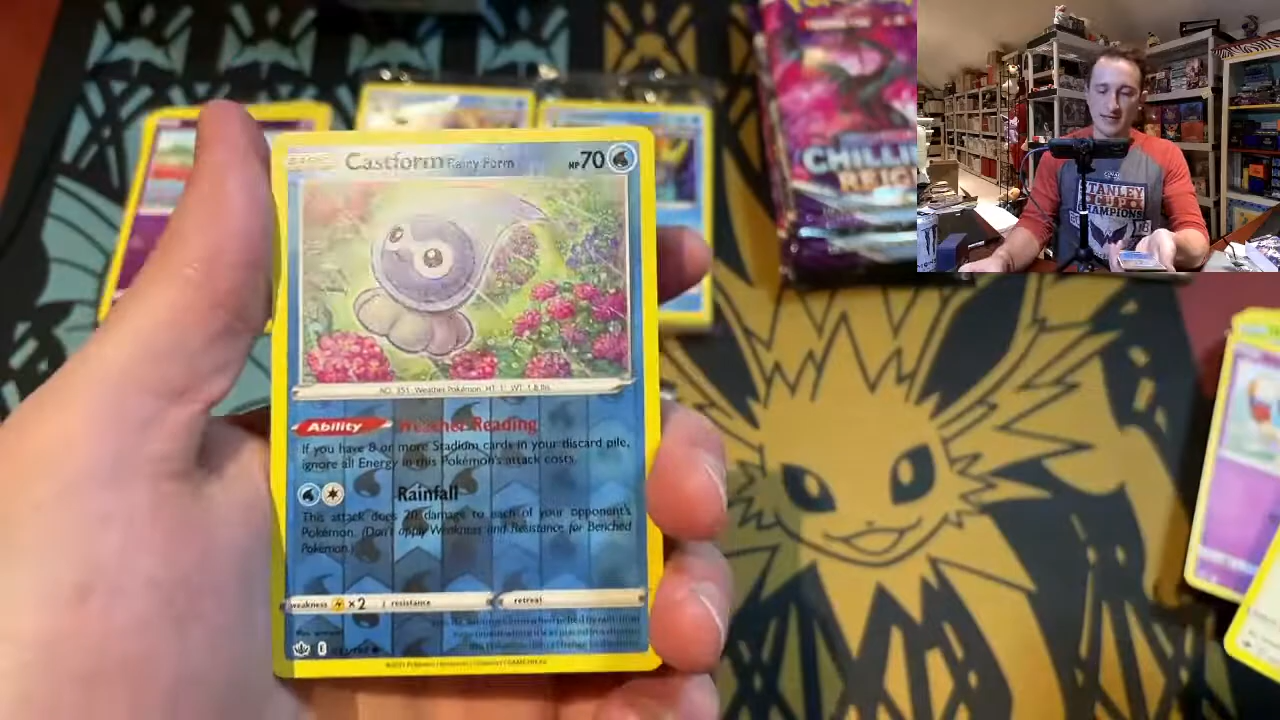 Castform Rainy Form HP 70
NO. 351 Weather Pokémon HT: 1' WT: 1.8 lbs.
Ability Weather Reading
If you have 8 or more Stadium cards in your discard pile,
ignore all Energy in this Pokémon's attack costs.
Rainfall
This attack does 20 damage to each of your opponent's
Pokémon. (Don't apply Weakness and Resistance for Benched
Pokémon.)
weakness ×2 resistance retreat
E
CHILLI
REIGN
STANLEY
CUP
CHAMPIONS